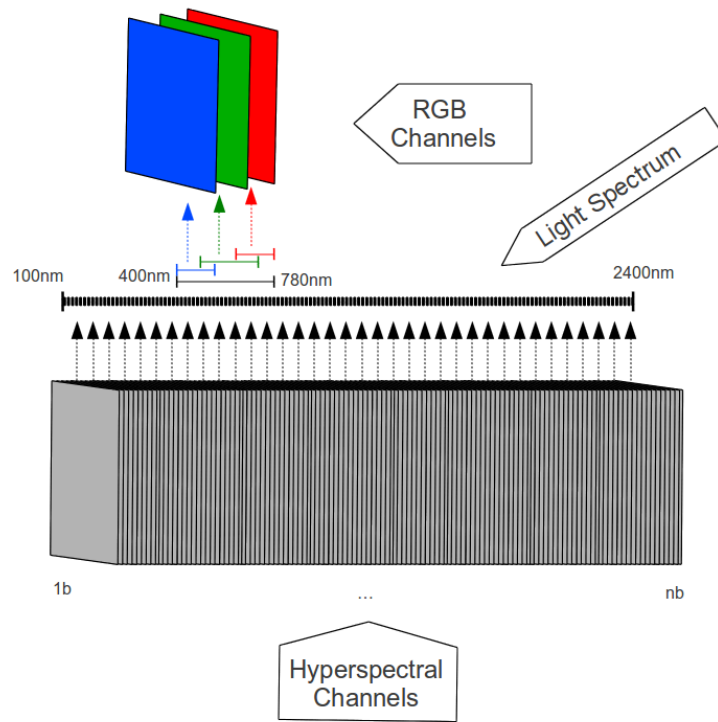 RGB
Channels
Light Spectrum
100nm
400nm
780nm
2400nm
1b
...
nb
Hyperspectral
Channels